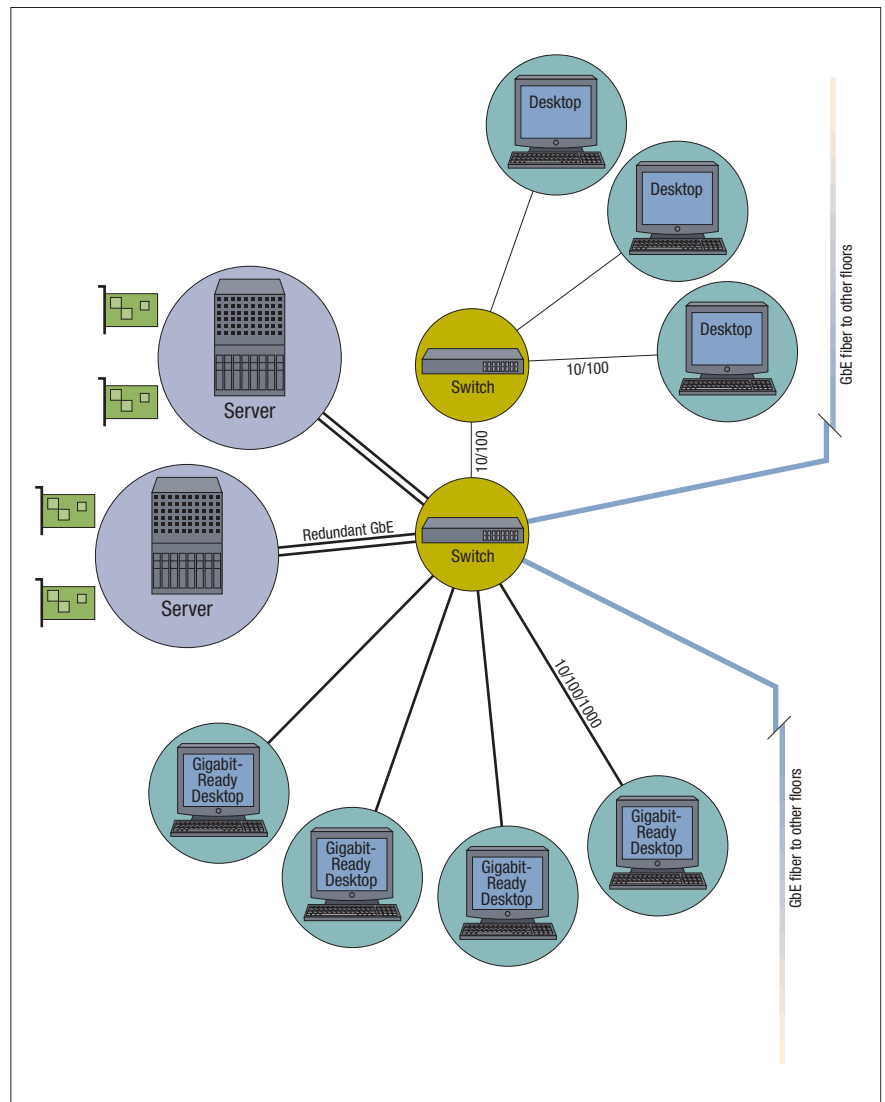 Desktop
Desktop
Desktop
10/100
Switch
Server
10/100
GbE fiber to other floors
Redundant GbE
Switch
Server
10/100/1000
Gigabit-
Ready
Desktop
Gigabit-
Ready
Desktop
Gigabit-
Ready
Desktop
Gigabit-
Ready
Desktop
GbE fiber to other floors